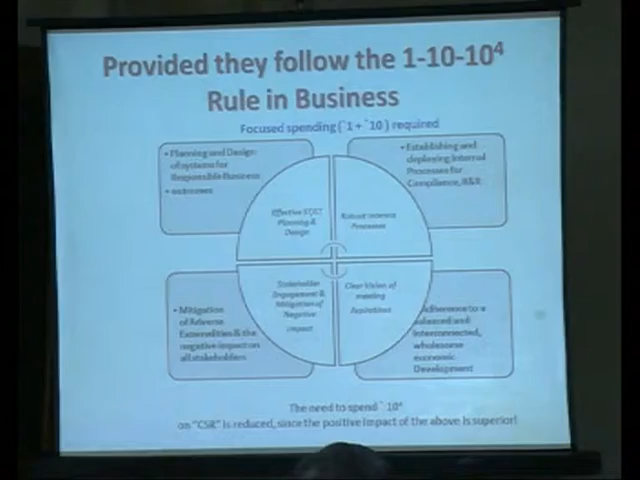 Provided they follow the 1-10-10⁴
Rule in Business
Focused spending (`1 + `10 ) required
• Planning and Design
of systems for
Responsible Business
• outcomes
• Establishing and
deploying Internal
Processes for
Compliance, R&R
Effective
Planning &
Design
Robust Internal
Processes
Stakeholder
Engagement &
Mitigation of
Negative
Impact
Clear Vision of
meeting
Aspirations
• Mitigation
of Adverse
Externalities & the
negative impact on
all stakeholders
Adherence to a
balanced and
Interconnected,
wholesome
economic
Development
The need to spend ` 10⁴
on "CSR" is reduced, since the positive impact of the above is superior!